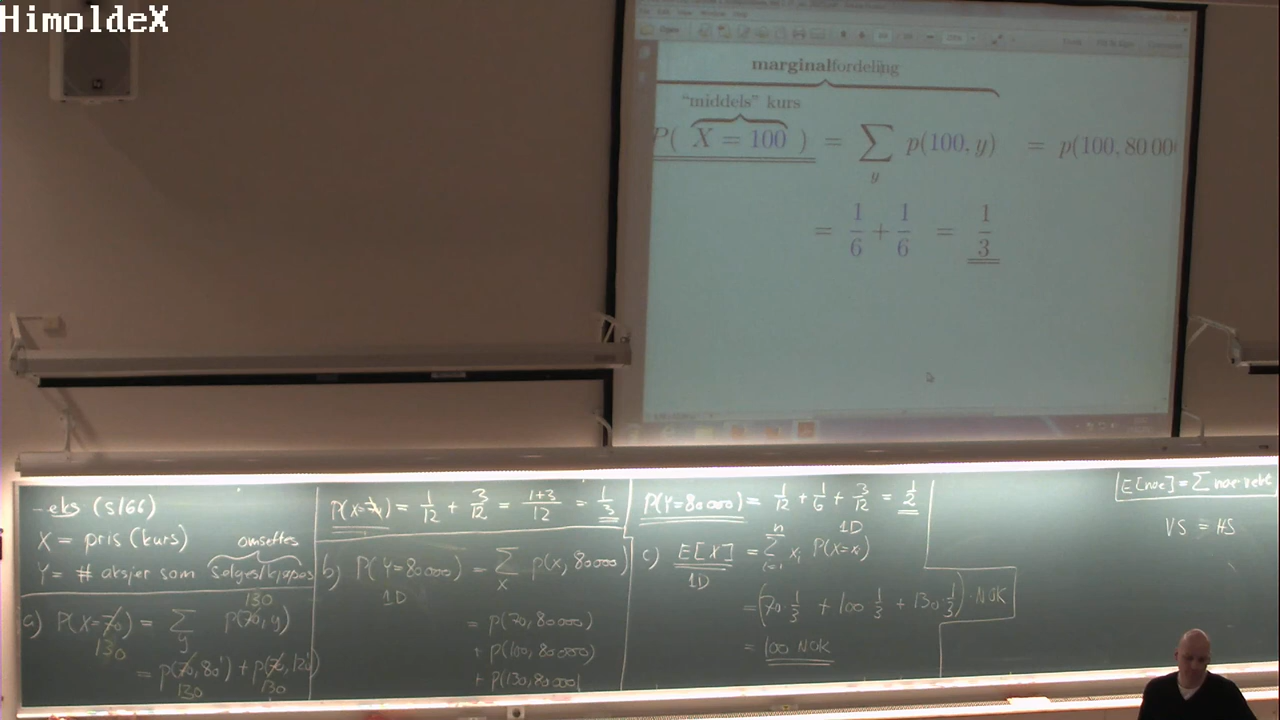 HimoldeX
marginalfordeling
"middels" kurs
P( X = 100 ) = ∑ p(100, y) = p(100, 80 00
y
= 1/6 + 1/6 = 1/3
- eks (s 166)
X = pris (kurs)
omsettes
Y = # aksjer som selges/kjøpes
130
a) P(X=70) = ∑ p(70, y)
130
y
= p(70, 80') + p(70, 120')
130 130
= 1/12 + 3/12 = (1+3)/12 = 1/3
b) P(Y=80000) = ∑ p(x, 80000)
1D
x
= p(70, 80000)
+ p(100, 80000)
+ p(130, 80000)
P(Y=80000) = 1/12 + 1/6 + 3/12 = 1/2
n 1D
c) E[X] = ∑ xi P(X=xi)
1D i=1
= (70·1/3 + 100·1/3 + 130·1/3)·NOK
= 100 NOK
E[noe] = ∑ noe
VS = HS